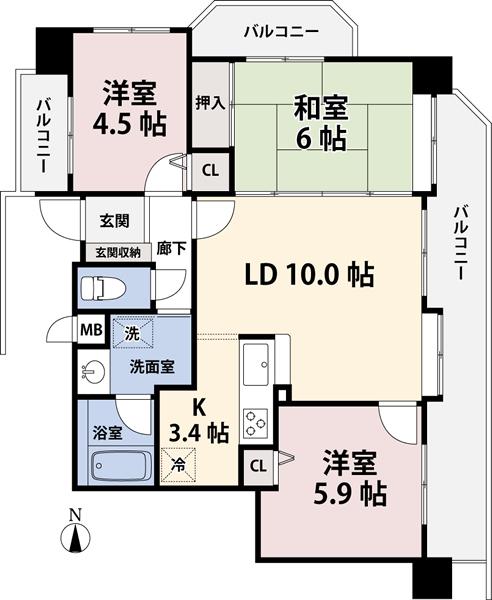 バルコニー
洋室
4.5 帖
押入
和室
6 帖
バルコニー
CL
玄関
玄関収納
廊下
バルコニー
LD 10.0 帖
MB
洗
洗面室
K
3.4 帖
浴室
冷
CL
洋室
5.9 帖
N